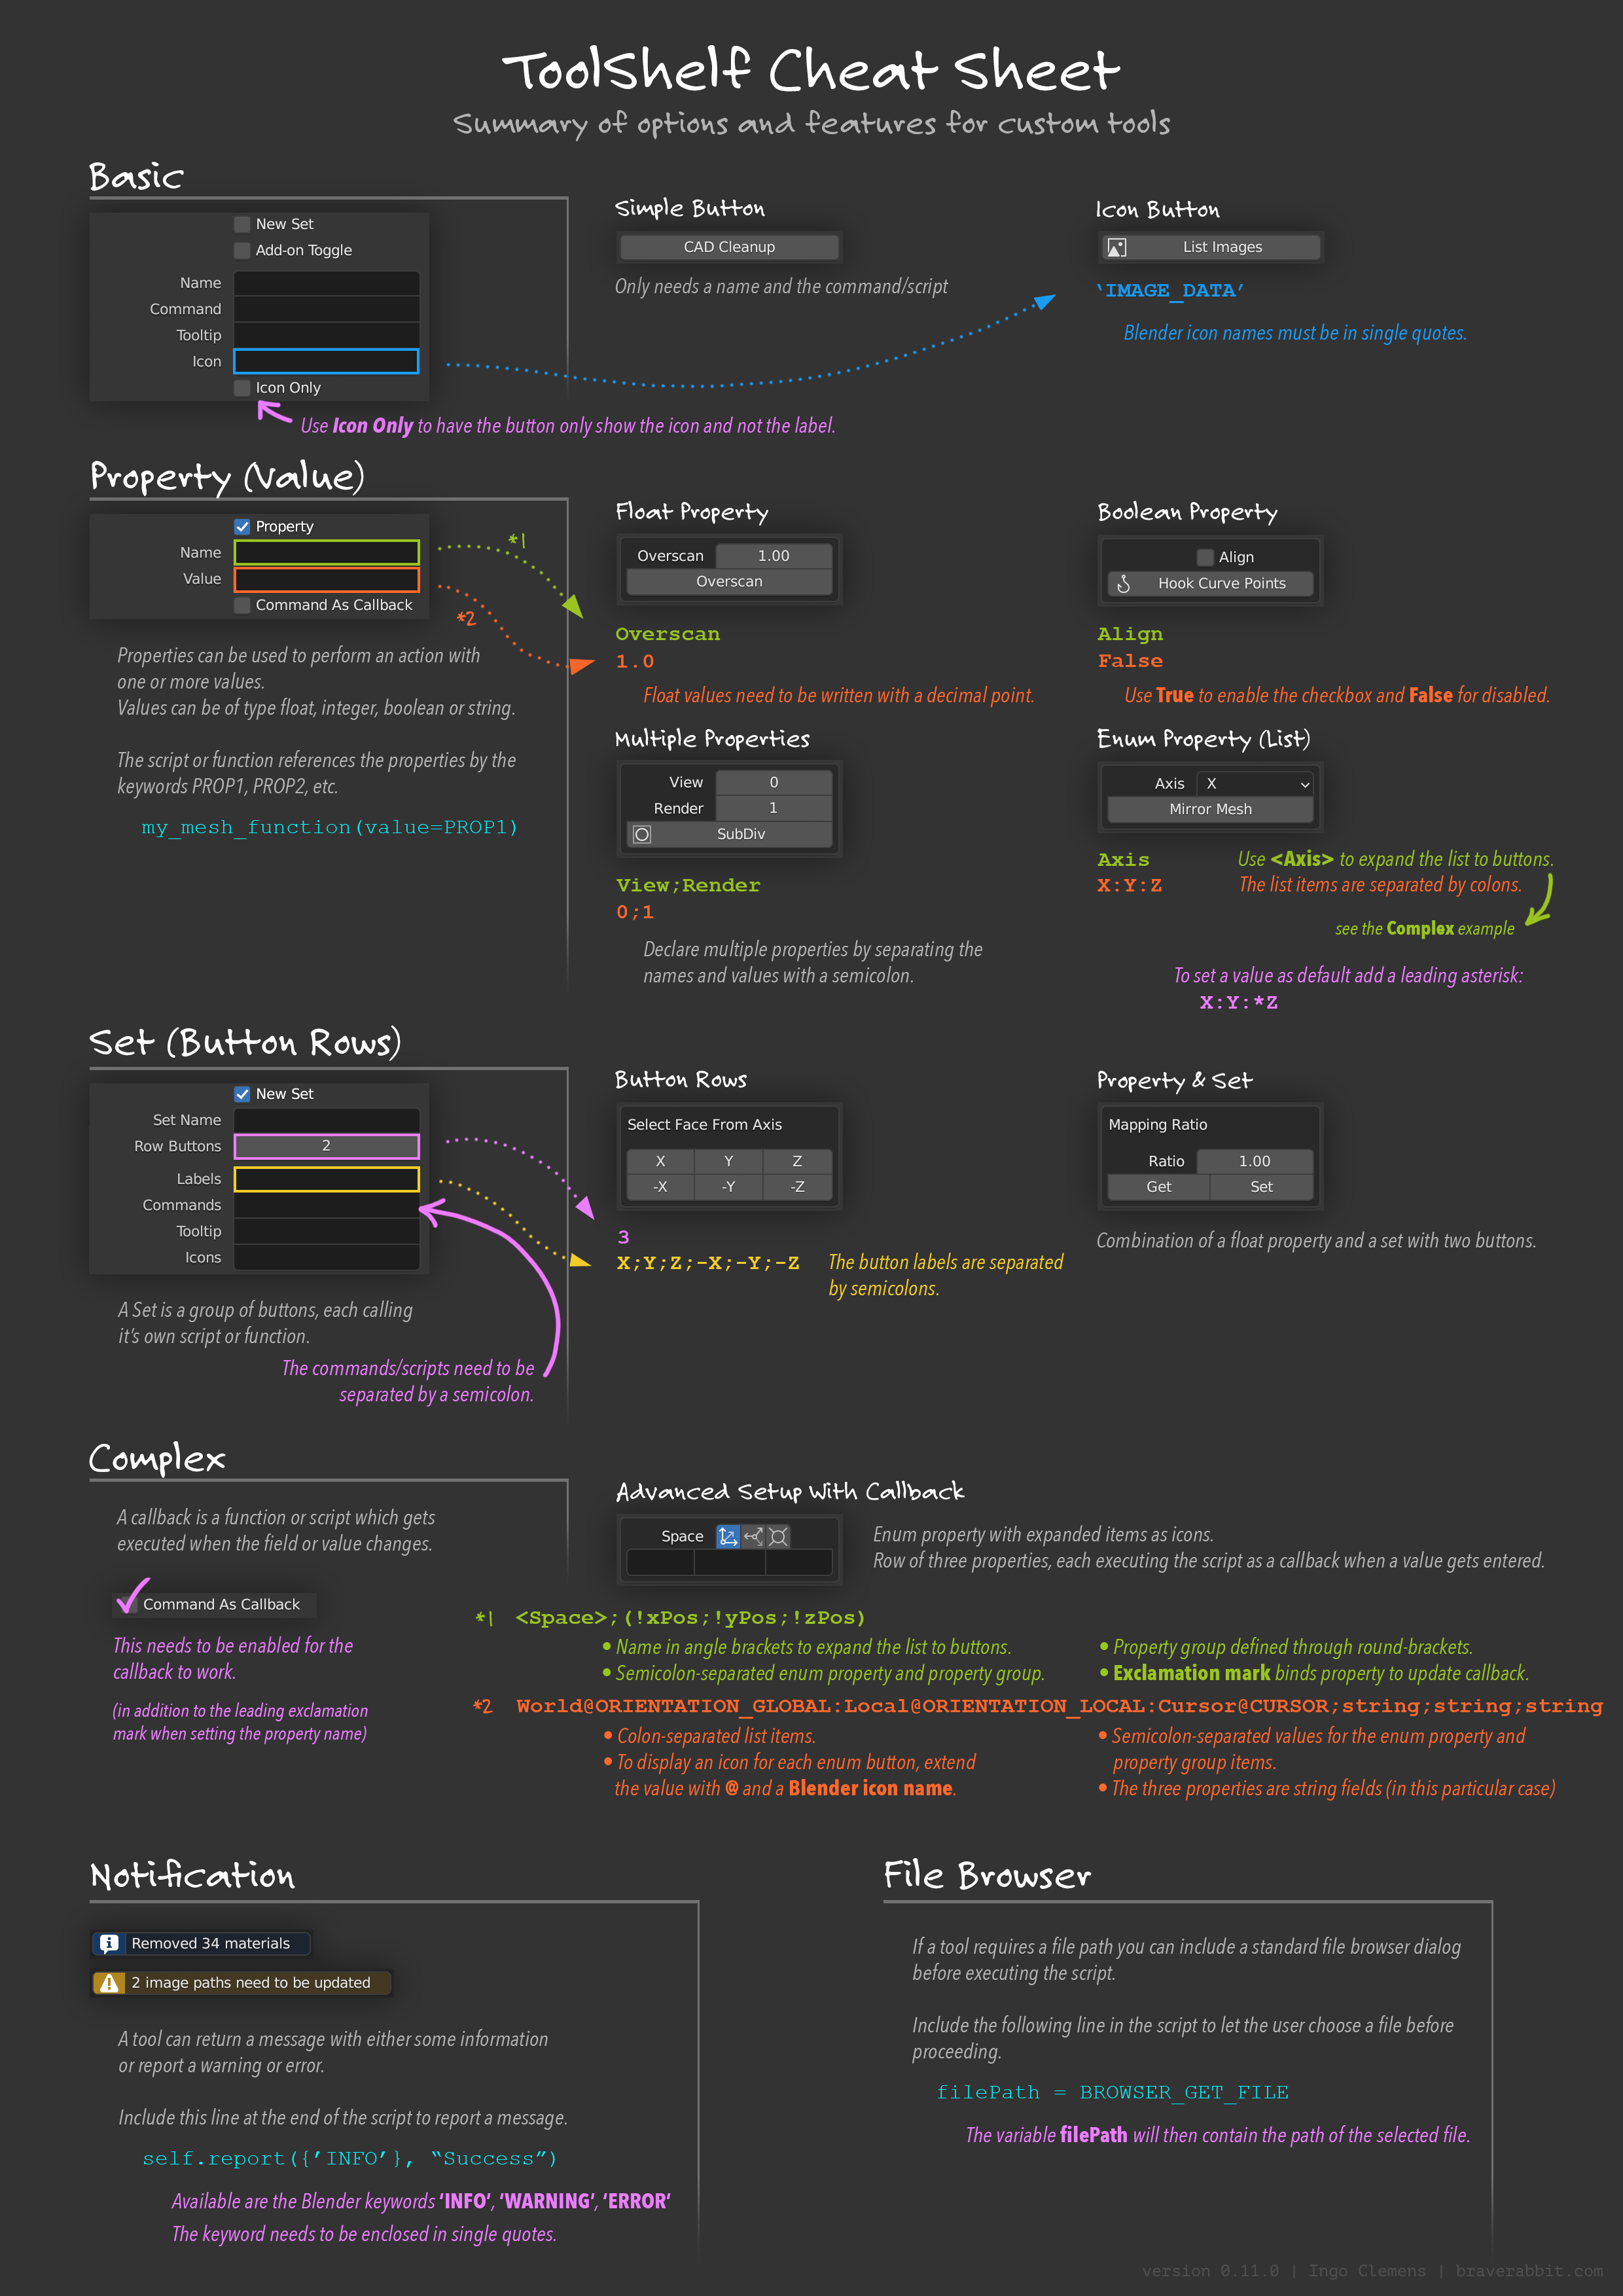 ToolShelf Cheat Sheet
Summary of options and features for custom tools
Basic
New Set
Add-on Toggle
Name
Command
Tooltip
Icon
Icon Only
Use Icon Only to have the button only show the icon and not the label.
Simple Button
CAD Cleanup
Only needs a name and the command/script
Icon Button
List Images
‘IMAGE_DATA’
Blender icon names must be in single quotes.
Property (Value)
Property
Name
Value
Command As Callback
*1
*2
Properties can be used to perform an action with
one or more values.
Values can be of type float, integer, boolean or string.
The script or function references the properties by the
keywords PROP1, PROP2, etc.
my_mesh_function(value=PROP1)
Float Property
Overscan 1.00
Overscan
Overscan
1.0
Float values need to be written with a decimal point.
Boolean Property
Align
Hook Curve Points
Align
False
Use True to enable the checkbox and False for disabled.
Multiple Properties
View 0
Render 1
SubDiv
View;Render
0;1
Declare multiple properties by separating the
names and values with a semicolon.
Enum Property (List)
Axis X
Mirror Mesh
Axis
Use <Axis> to expand the list to buttons.
X:Y:Z
The list items are separated by colons.
see the Complex example
To set a value as default add a leading asterisk:
X:Y:*Z
Set (Button Rows)
New Set
Set Name
Row Buttons 2
Labels
Commands
Tooltip
Icons
A Set is a group of buttons, each calling
it’s own script or function.
The commands/scripts need to be
separated by a semicolon.
Button Rows
Select Face From Axis
X Y Z
-X -Y -Z
3
X;Y;Z;-X;-Y;-Z
The button labels are separated
by semicolons.
Property & Set
Mapping Ratio
Ratio 1.00
Get Set
Combination of a float property and a set with two buttons.
Complex
A callback is a function or script which gets
executed when the field or value changes.
Command As Callback
This needs to be enabled for the
callback to work.
(in addition to the leading exclamation
mark when setting the property name)
Advanced Setup With Callback
Space
Enum property with expanded items as icons.
Row of three properties, each executing the script as a callback when a value gets entered.
*1 <Space>;(!xPos;!yPos;!zPos)
• Name in angle brackets to expand the list to buttons.
• Semicolon-separated enum property and property group.
• Property group defined through round-brackets.
• Exclamation mark binds property to update callback.
*2 World@ORIENTATION_GLOBAL:Local@ORIENTATION_LOCAL:Cursor@CURSOR;string;string;string
• Colon-separated list items.
• To display an icon for each enum button, extend
the value with @ and a Blender icon name.
• Semicolon-separated values for the enum property and
property group items.
• The three properties are string fields (in this particular case)
Notification
Removed 34 materials
2 image paths need to be updated
A tool can return a message with either some information
or report a warning or error.
Include this line at the end of the script to report a message.
self.report({’INFO’}, “Success”)
Available are the Blender keywords ‘INFO’, ‘WARNING’, ‘ERROR’
The keyword needs to be enclosed in single quotes.
File Browser
If a tool requires a file path you can include a standard file browser dialog
before executing the script.
Include the following line in the script to let the user choose a file before
proceeding.
filePath = BROWSER_GET_FILE
The variable filePath will then contain the path of the selected file.
version 0.11.0 | Ingo Clemens | braverabbit.com